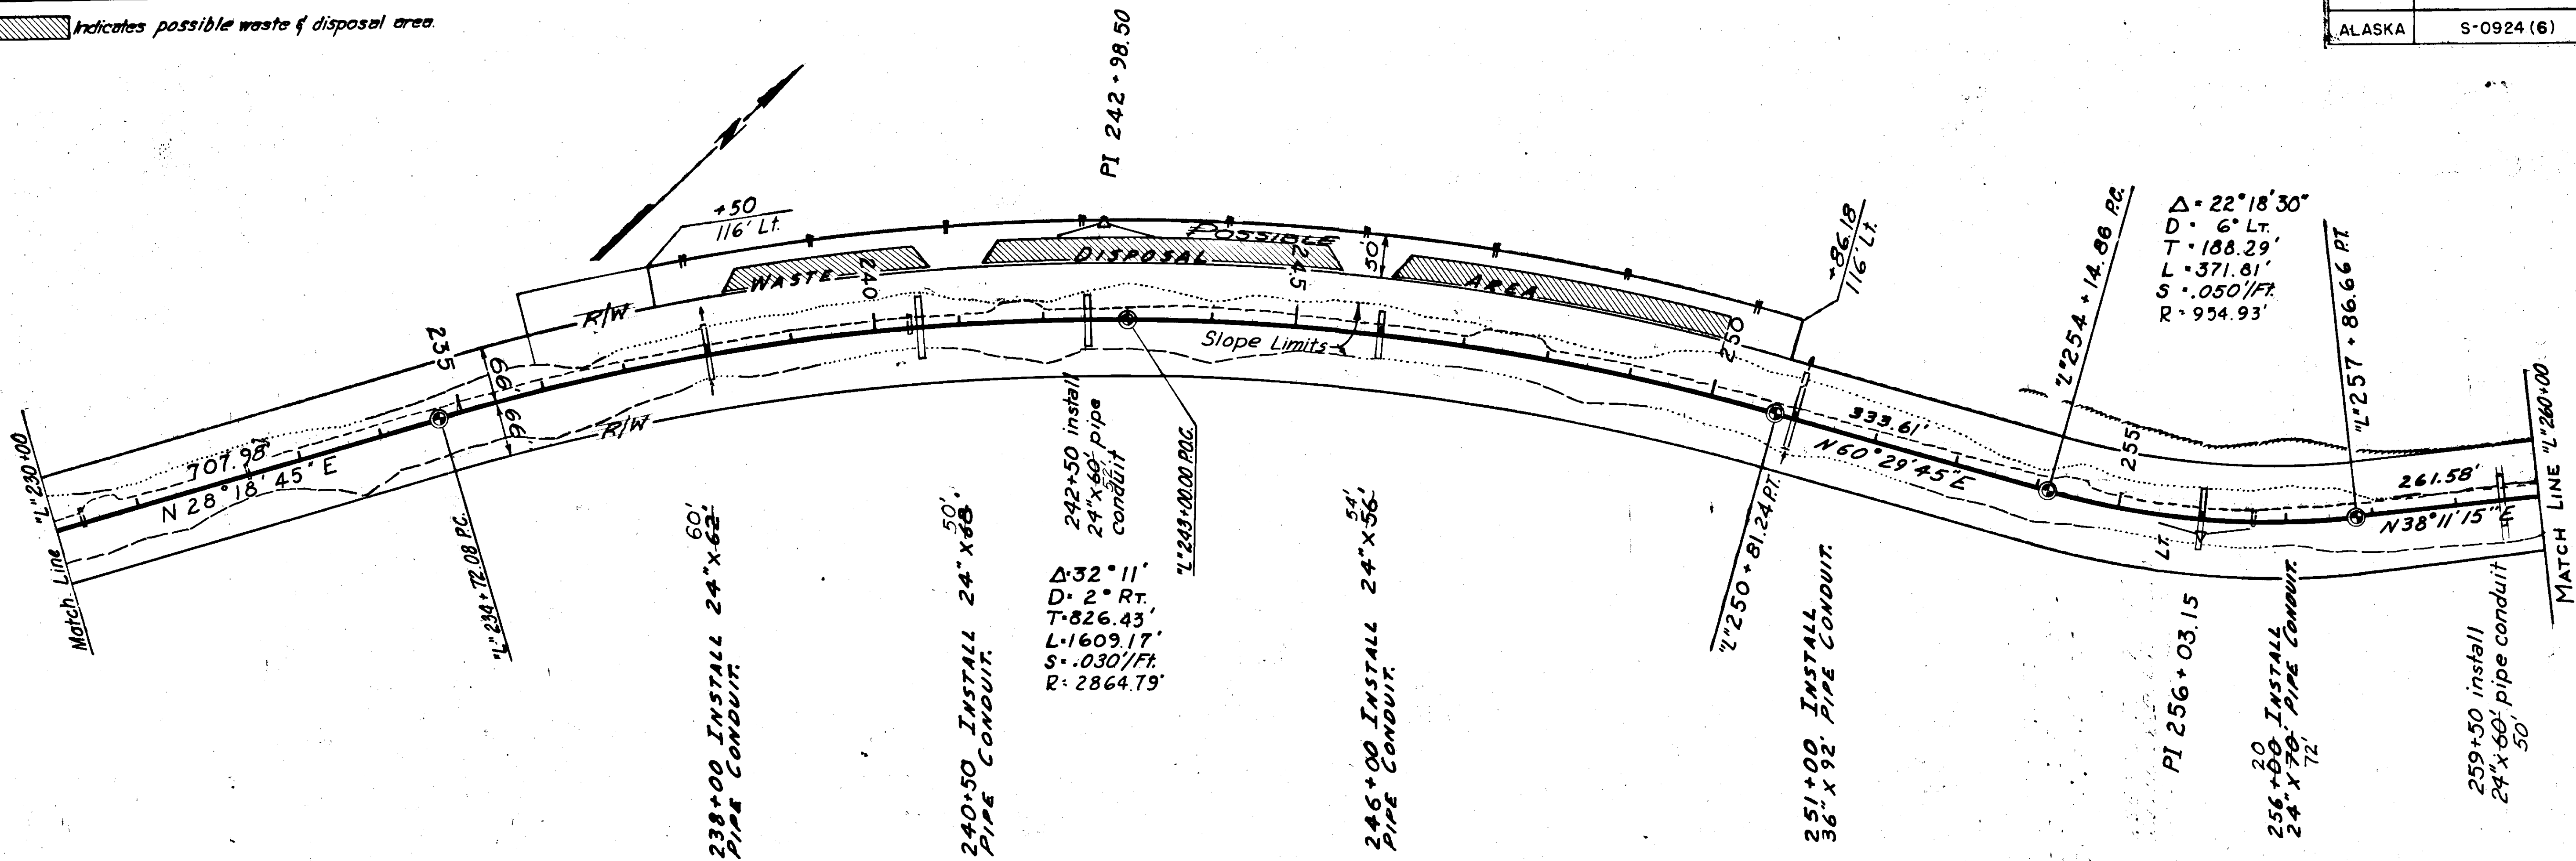 Indicates possible waste & disposal area.
ALASKA S-0924(6)
N
PI 242+98.50
+50
116' Lt.
+86.18
116' Lt.
Δ = 22°18'30"
D = 6° LT.
T = 188.29'
L = 371.81'
S = .050'/Ft.
R = 954.93'
"L" 254+14.86 P.C.
"L" 257+86.66 P.T.
"L" 230+00
Match Line
707.98'
N 28°18'45" E
235
66'
66'
R/W
R/W
WASTE
240
DISPOSAL
POSSIBLE
245
50'
AREA
250
Slope Limits
333.61'
N 60°29'45" E
255
261.58'
N 38°11'15" E
MATCH LINE "L" 260+00
"L" 234+72.08 P.C.
"L" 243+00.00 P.O.C.
"L" 250+81.24 P.T.
60'
238+00 INSTALL 24"x62'
PIPE CONDUIT.
50'
240+50 INSTALL 24"x68'
PIPE CONDUIT.
242+50 install
24"x60' pipe
52'
conduit
Δ=32°11'
D= 2° RT.
T=826.43'
L=1609.17'
S=.030'/Ft.
R=2864.79'
54'
246+00 INSTALL 24"x56'
PIPE CONDUIT.
251+00 INSTALL
36"x92' PIPE CONDUIT.
LT.
PI 256+03.15
20
256+00 INSTALL
24"x70' PIPE CONDUIT.
72'
259+50 install
24"x60' pipe conduit
50'